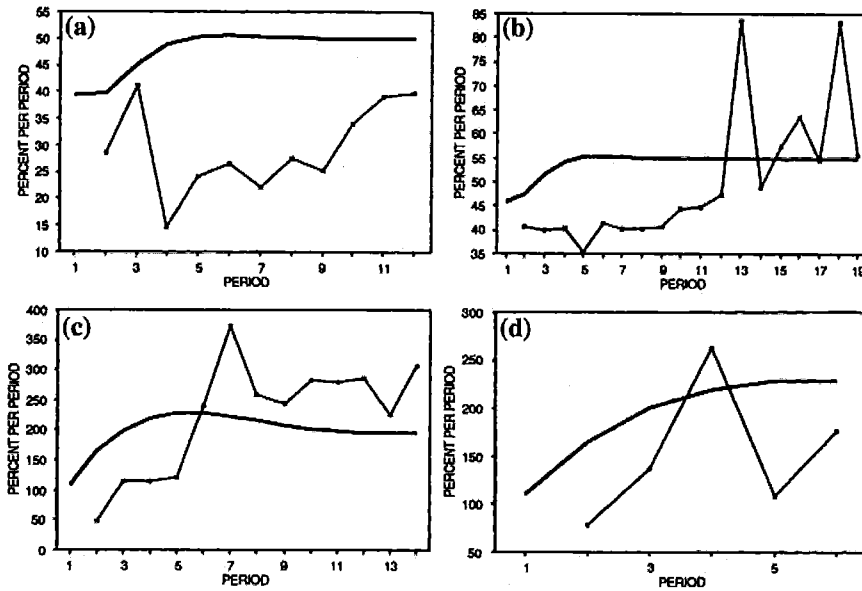 (a)
PERCENT PER PERIOD
55
50
45
40
35
30
25
20
15
10
1 3 5 7 9 11
PERIOD
(b)
PERCENT PER PERIOD
85
80
75
70
65
60
55
50
45
40
35
1 3 5 7 9 11 13 15 17 19
PERIOD
(c)
PERCENT PER PERIOD
400
350
300
250
200
150
100
50
0
1 3 5 7 9 11 13
PERIOD
(d)
PERCENT PER PERIOD
300
250
200
150
100
50
1 3 5
PERIOD